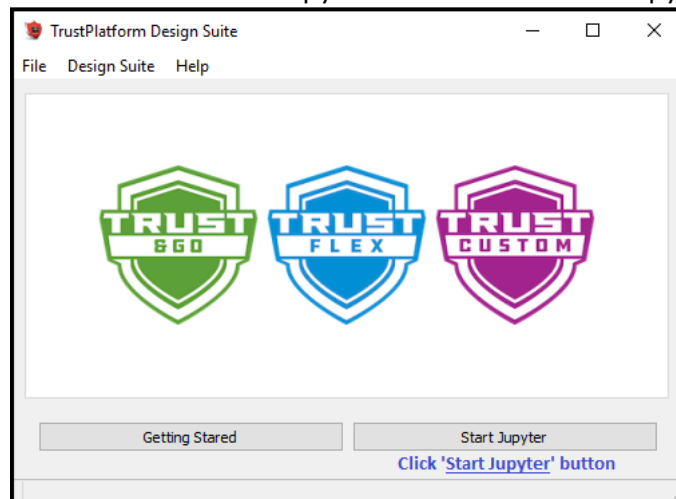 TrustPlatform Design Suite
File Design Suite Help
TRUST
&GO
TRUST
FLEX
TRUST
CUSTOM
Getting Stared
Start Jupyter
Click 'Start Jupyter' button